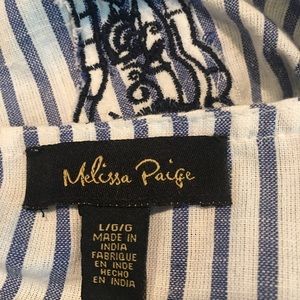 Melissa Paige
L/G/G
MADE IN
INDIA
FABRIQUE
EN INDE
HECHO
EN INDIA